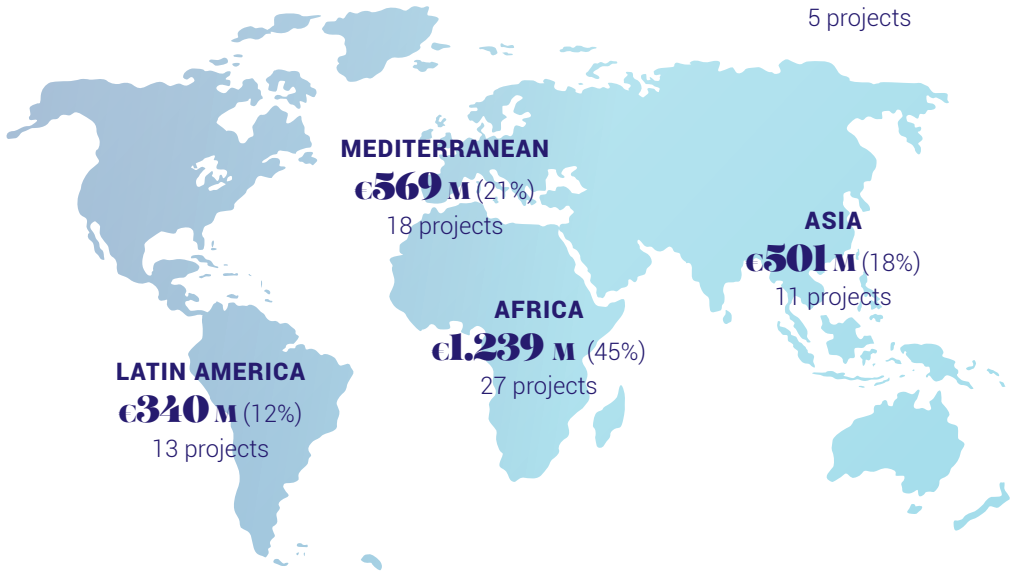 5 projects
MEDITERRANEAN
€569 M (21%)
18 projects
ASIA
€501 M (18%)
11 projects
AFRICA
€1.239 M (45%)
27 projects
LATIN AMERICA
€340 M (12%)
13 projects